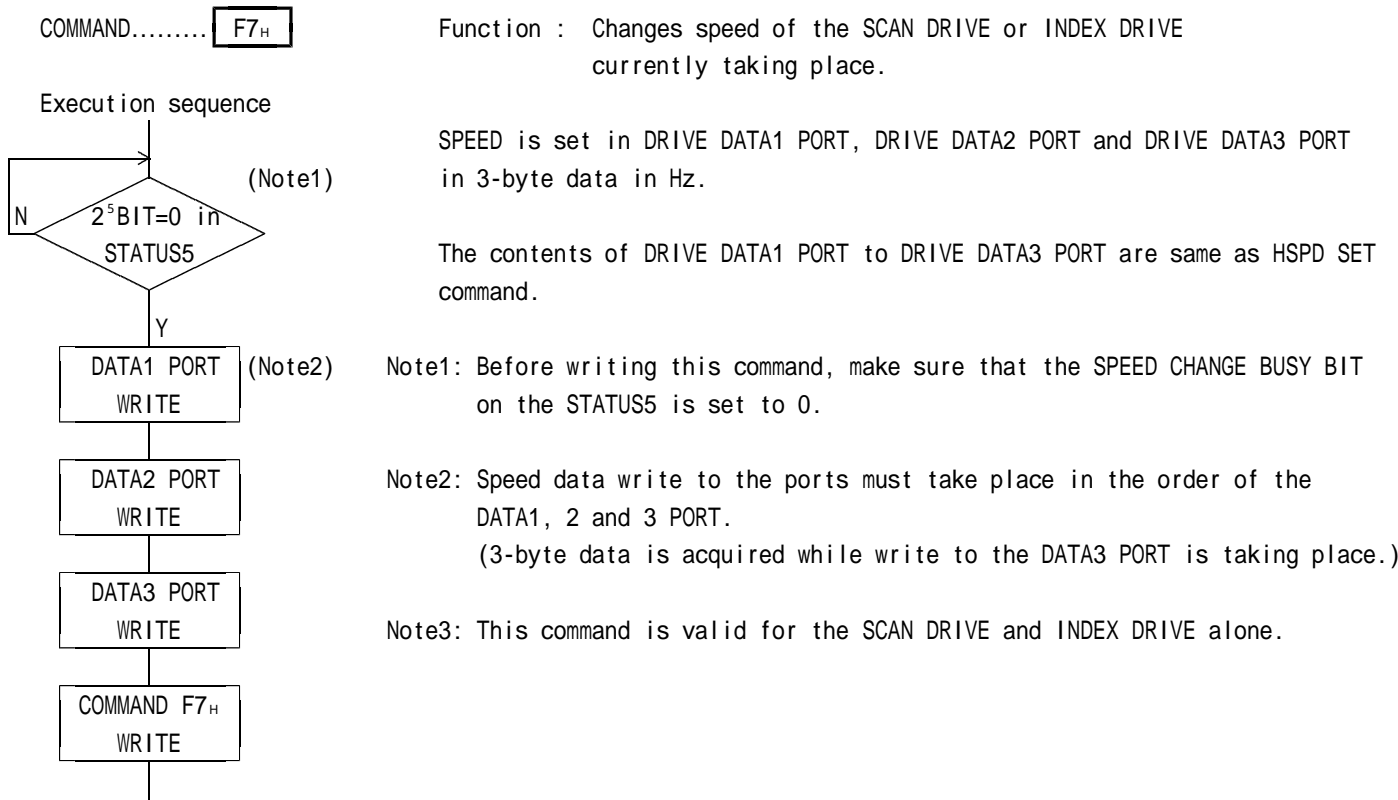 COMMAND......... F7H
Function : Changes speed of the SCAN DRIVE or INDEX DRIVE
currently taking place.
Execution sequence
SPEED is set in DRIVE DATA1 PORT, DRIVE DATA2 PORT and DRIVE DATA3 PORT
in 3-byte data in Hz.
(Note1)
N
2⁵BIT=0 in
STATUS5
The contents of DRIVE DATA1 PORT to DRIVE DATA3 PORT are same as HSPD SET
command.
Y
DATA1 PORT
WRITE
(Note2)
Note1: Before writing this command, make sure that the SPEED CHANGE BUSY BIT
on the STATUS5 is set to 0.
DATA2 PORT
WRITE
Note2: Speed data write to the ports must take place in the order of the
DATA1, 2 and 3 PORT.
(3-byte data is acquired while write to the DATA3 PORT is taking place.)
DATA3 PORT
WRITE
Note3: This command is valid for the SCAN DRIVE and INDEX DRIVE alone.
COMMAND F7H
WRITE